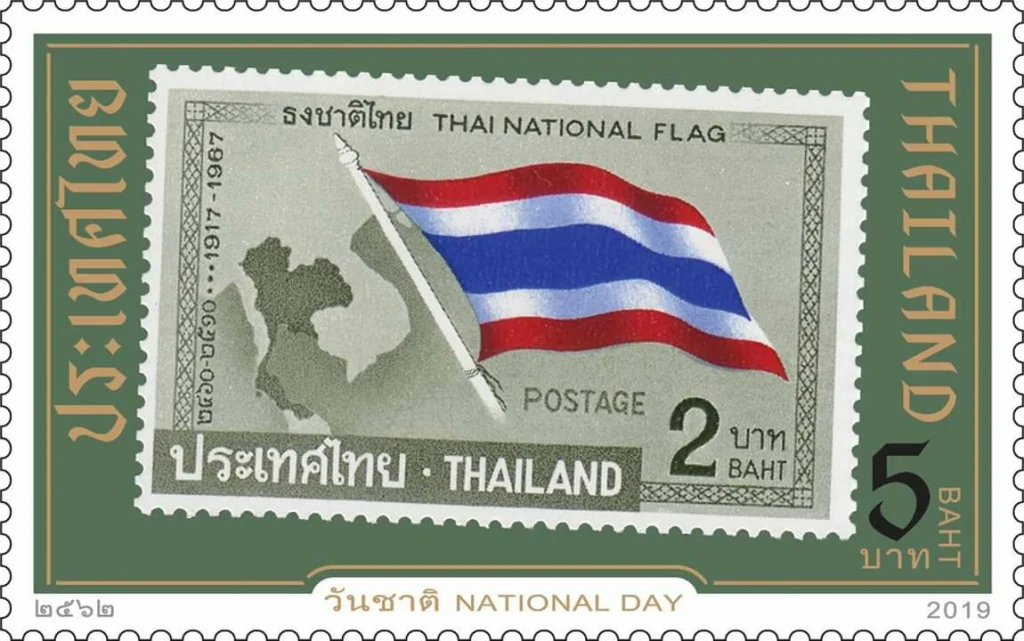 ประเทศไทย
THAILAND
ธงชาติไทย THAI NATIONAL FLAG
๒๔๖๐-๒๕๑๐ ••• 1917-1967
POSTAGE
2 บาท
BAHT
ประเทศไทย · THAILAND
5
บาท
BAHT
วันชาติ NATIONAL DAY
๒๕๖๒
2019